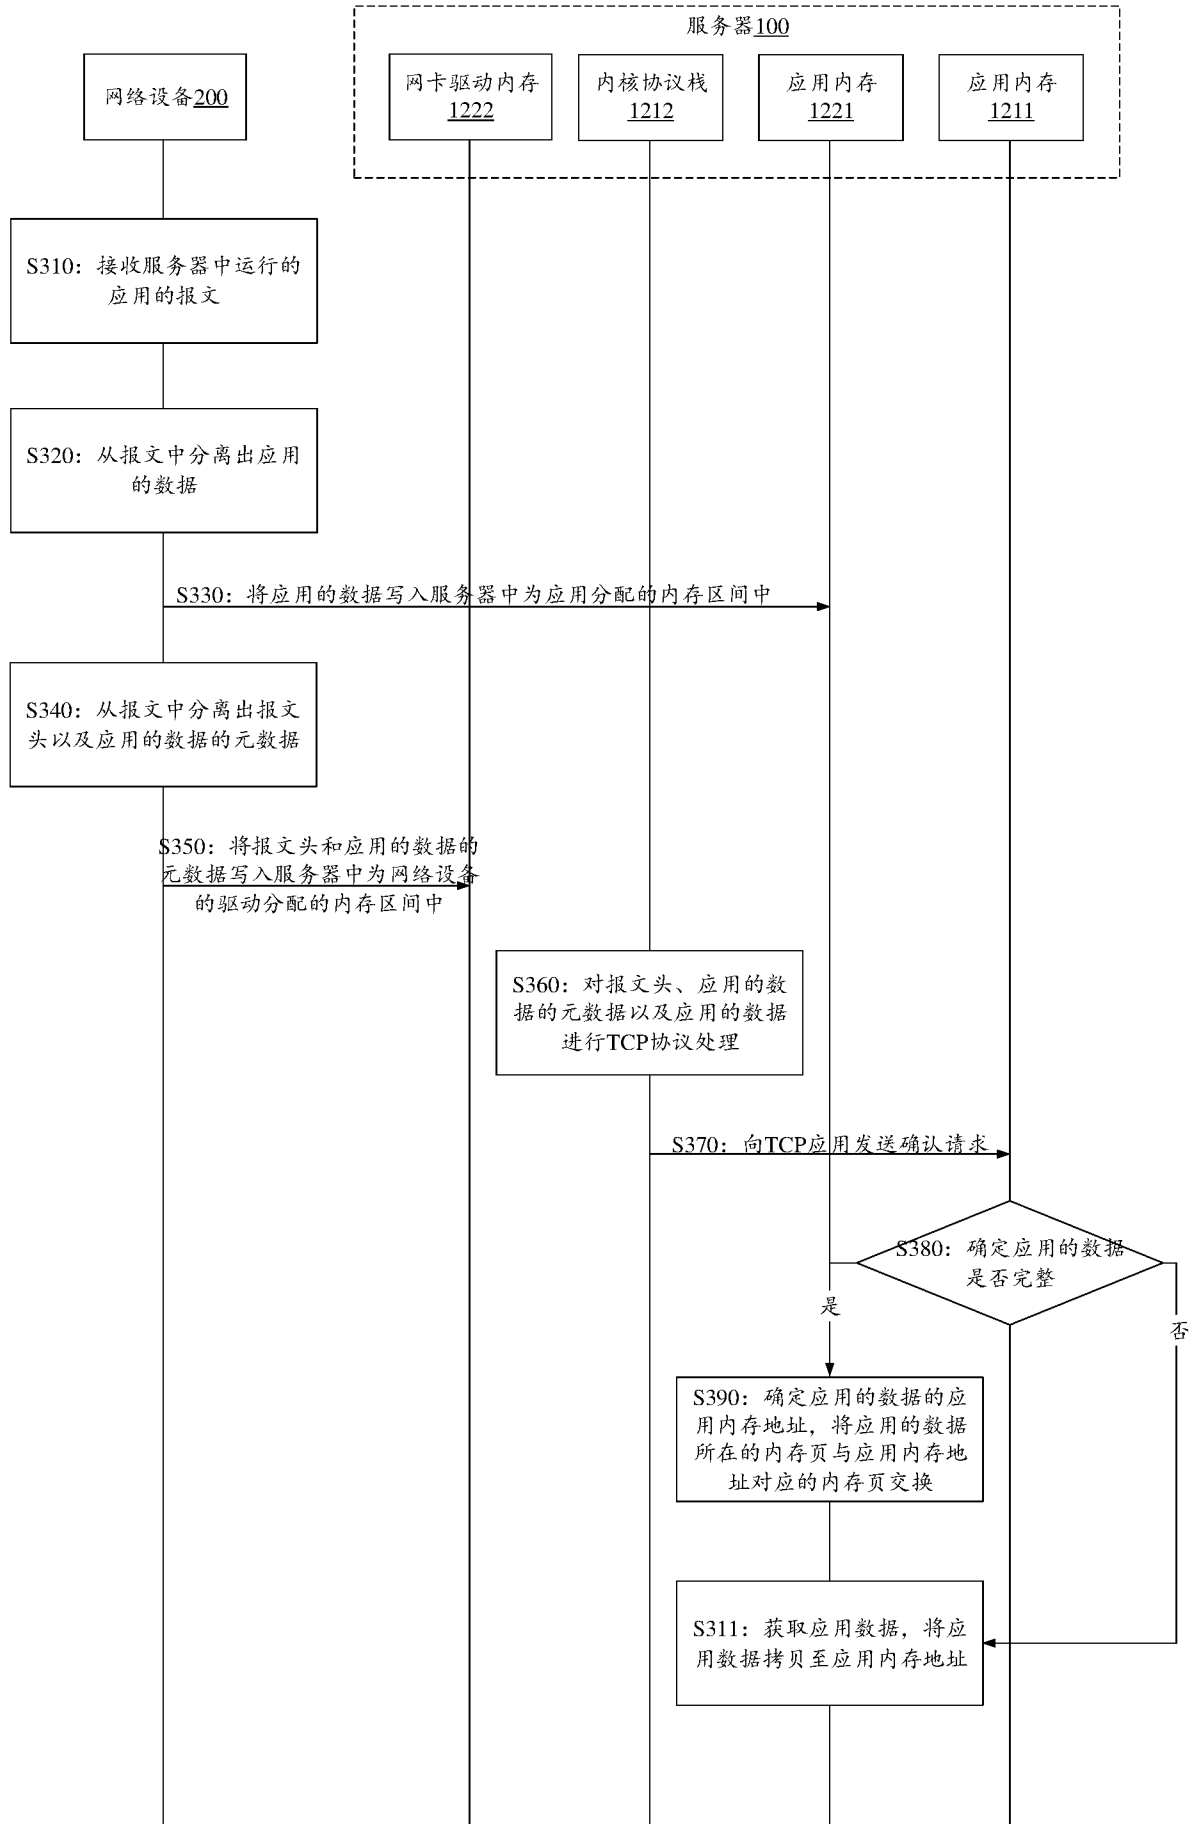 服务器100
网络设备200
网卡驱动内存
1222
内核协议栈
1212
应用内存
1221
应用内存
1211
S310：接收服务器中运行的
应用的报文
S320：从报文中分离出应用
的数据
S330：将应用的数据写入服务器中为应用分配的内存区间中
S340：从报文中分离出报文
头以及应用的数据的元数据
S350：将报文头和应用的数据的
元数据写入服务器中为网络设备
的驱动分配的内存区间中
S360：对报文头、应用的数
据的元数据以及应用的数据
进行TCP协议处理
S370：向TCP应用发送确认请求
S380：确定应用的数据
是否完整
是
否
S390：确定应用的数据的应
用内存地址，将应用的数据
所在的内存页与应用内存地
址对应的内存页交换
S311：获取应用数据，将应
用数据拷贝至应用内存地址